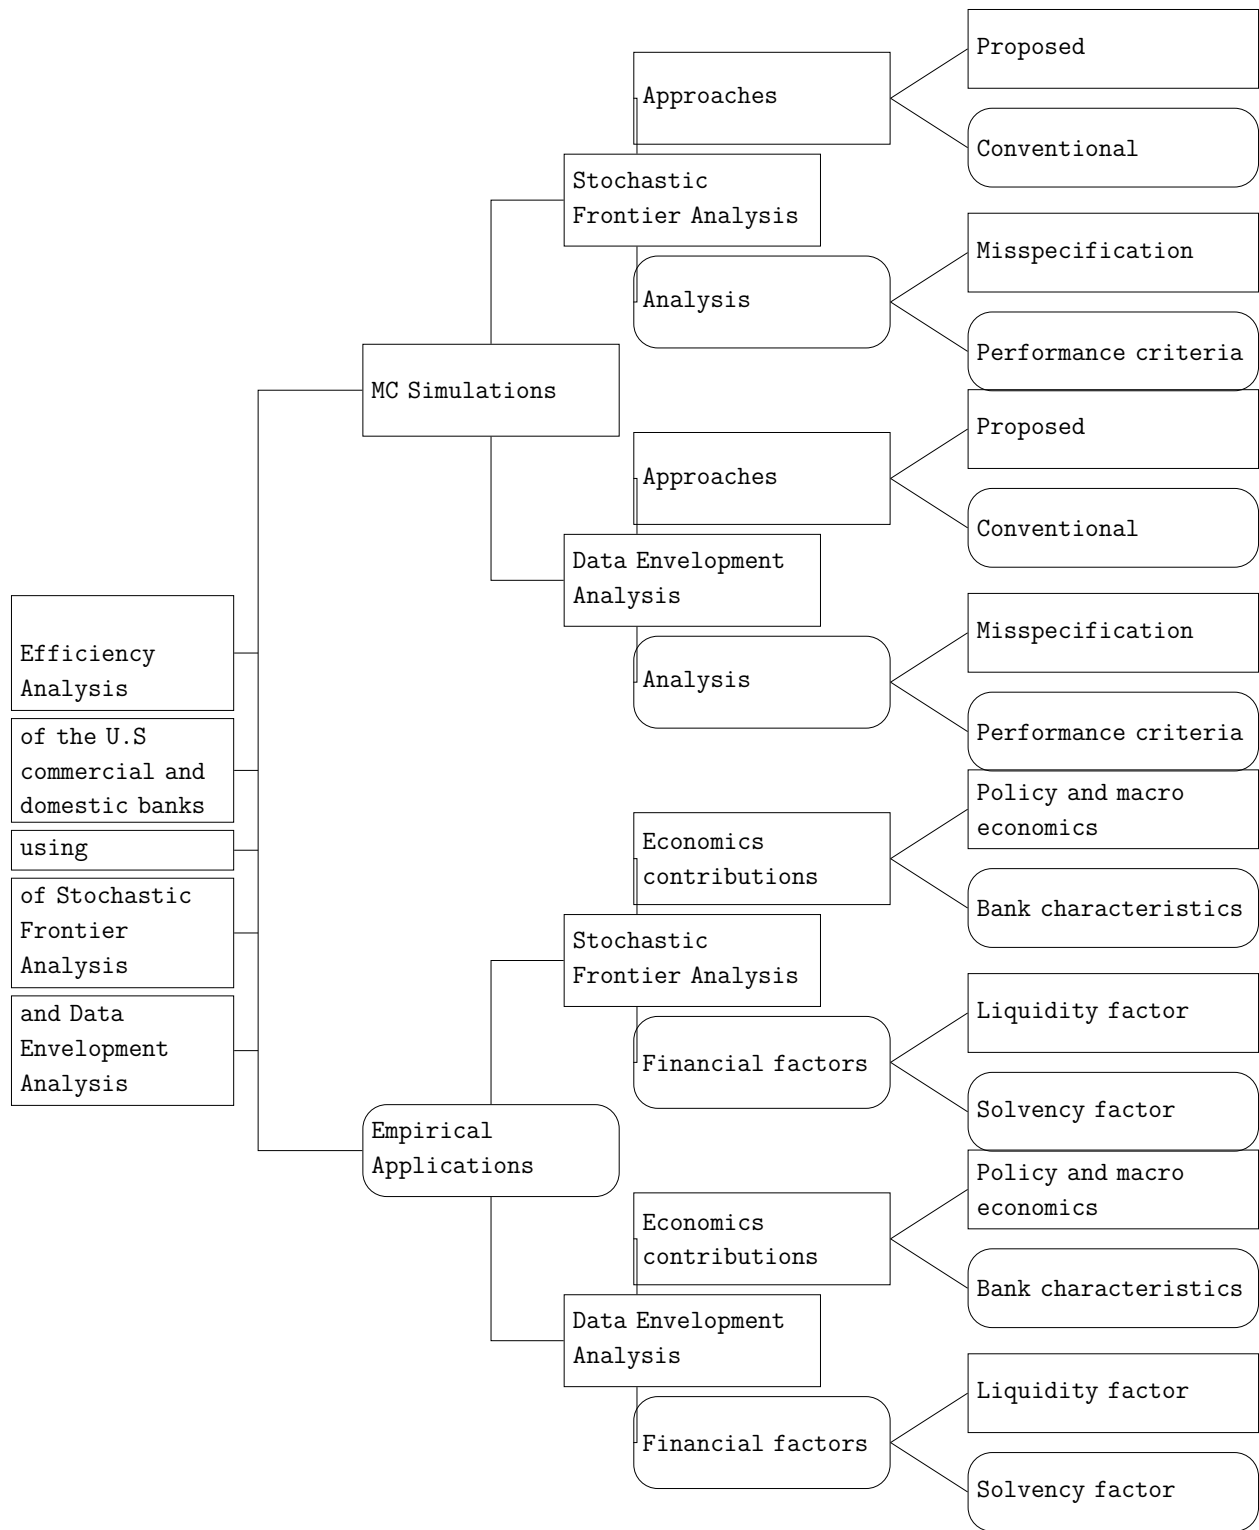 Efficiency
Analysis
of the U.S
commercial and
domestic banks
using
of Stochastic
Frontier
Analysis
and Data
Envelopment
Analysis
MC Simulations
Stochastic
Frontier Analysis
Approaches
Proposed
Conventional
Analysis
Misspecification
Performance criteria
Data Envelopment
Analysis
Approaches
Proposed
Conventional
Analysis
Misspecification
Performance criteria
Empirical
Applications
Stochastic
Frontier Analysis
Economics
contributions
Policy and macro
economics
Bank characteristics
Financial factors
Liquidity factor
Solvency factor
Data Envelopment
Analysis
Economics
contributions
Policy and macro
economics
Bank characteristics
Financial factors
Liquidity factor
Solvency factor